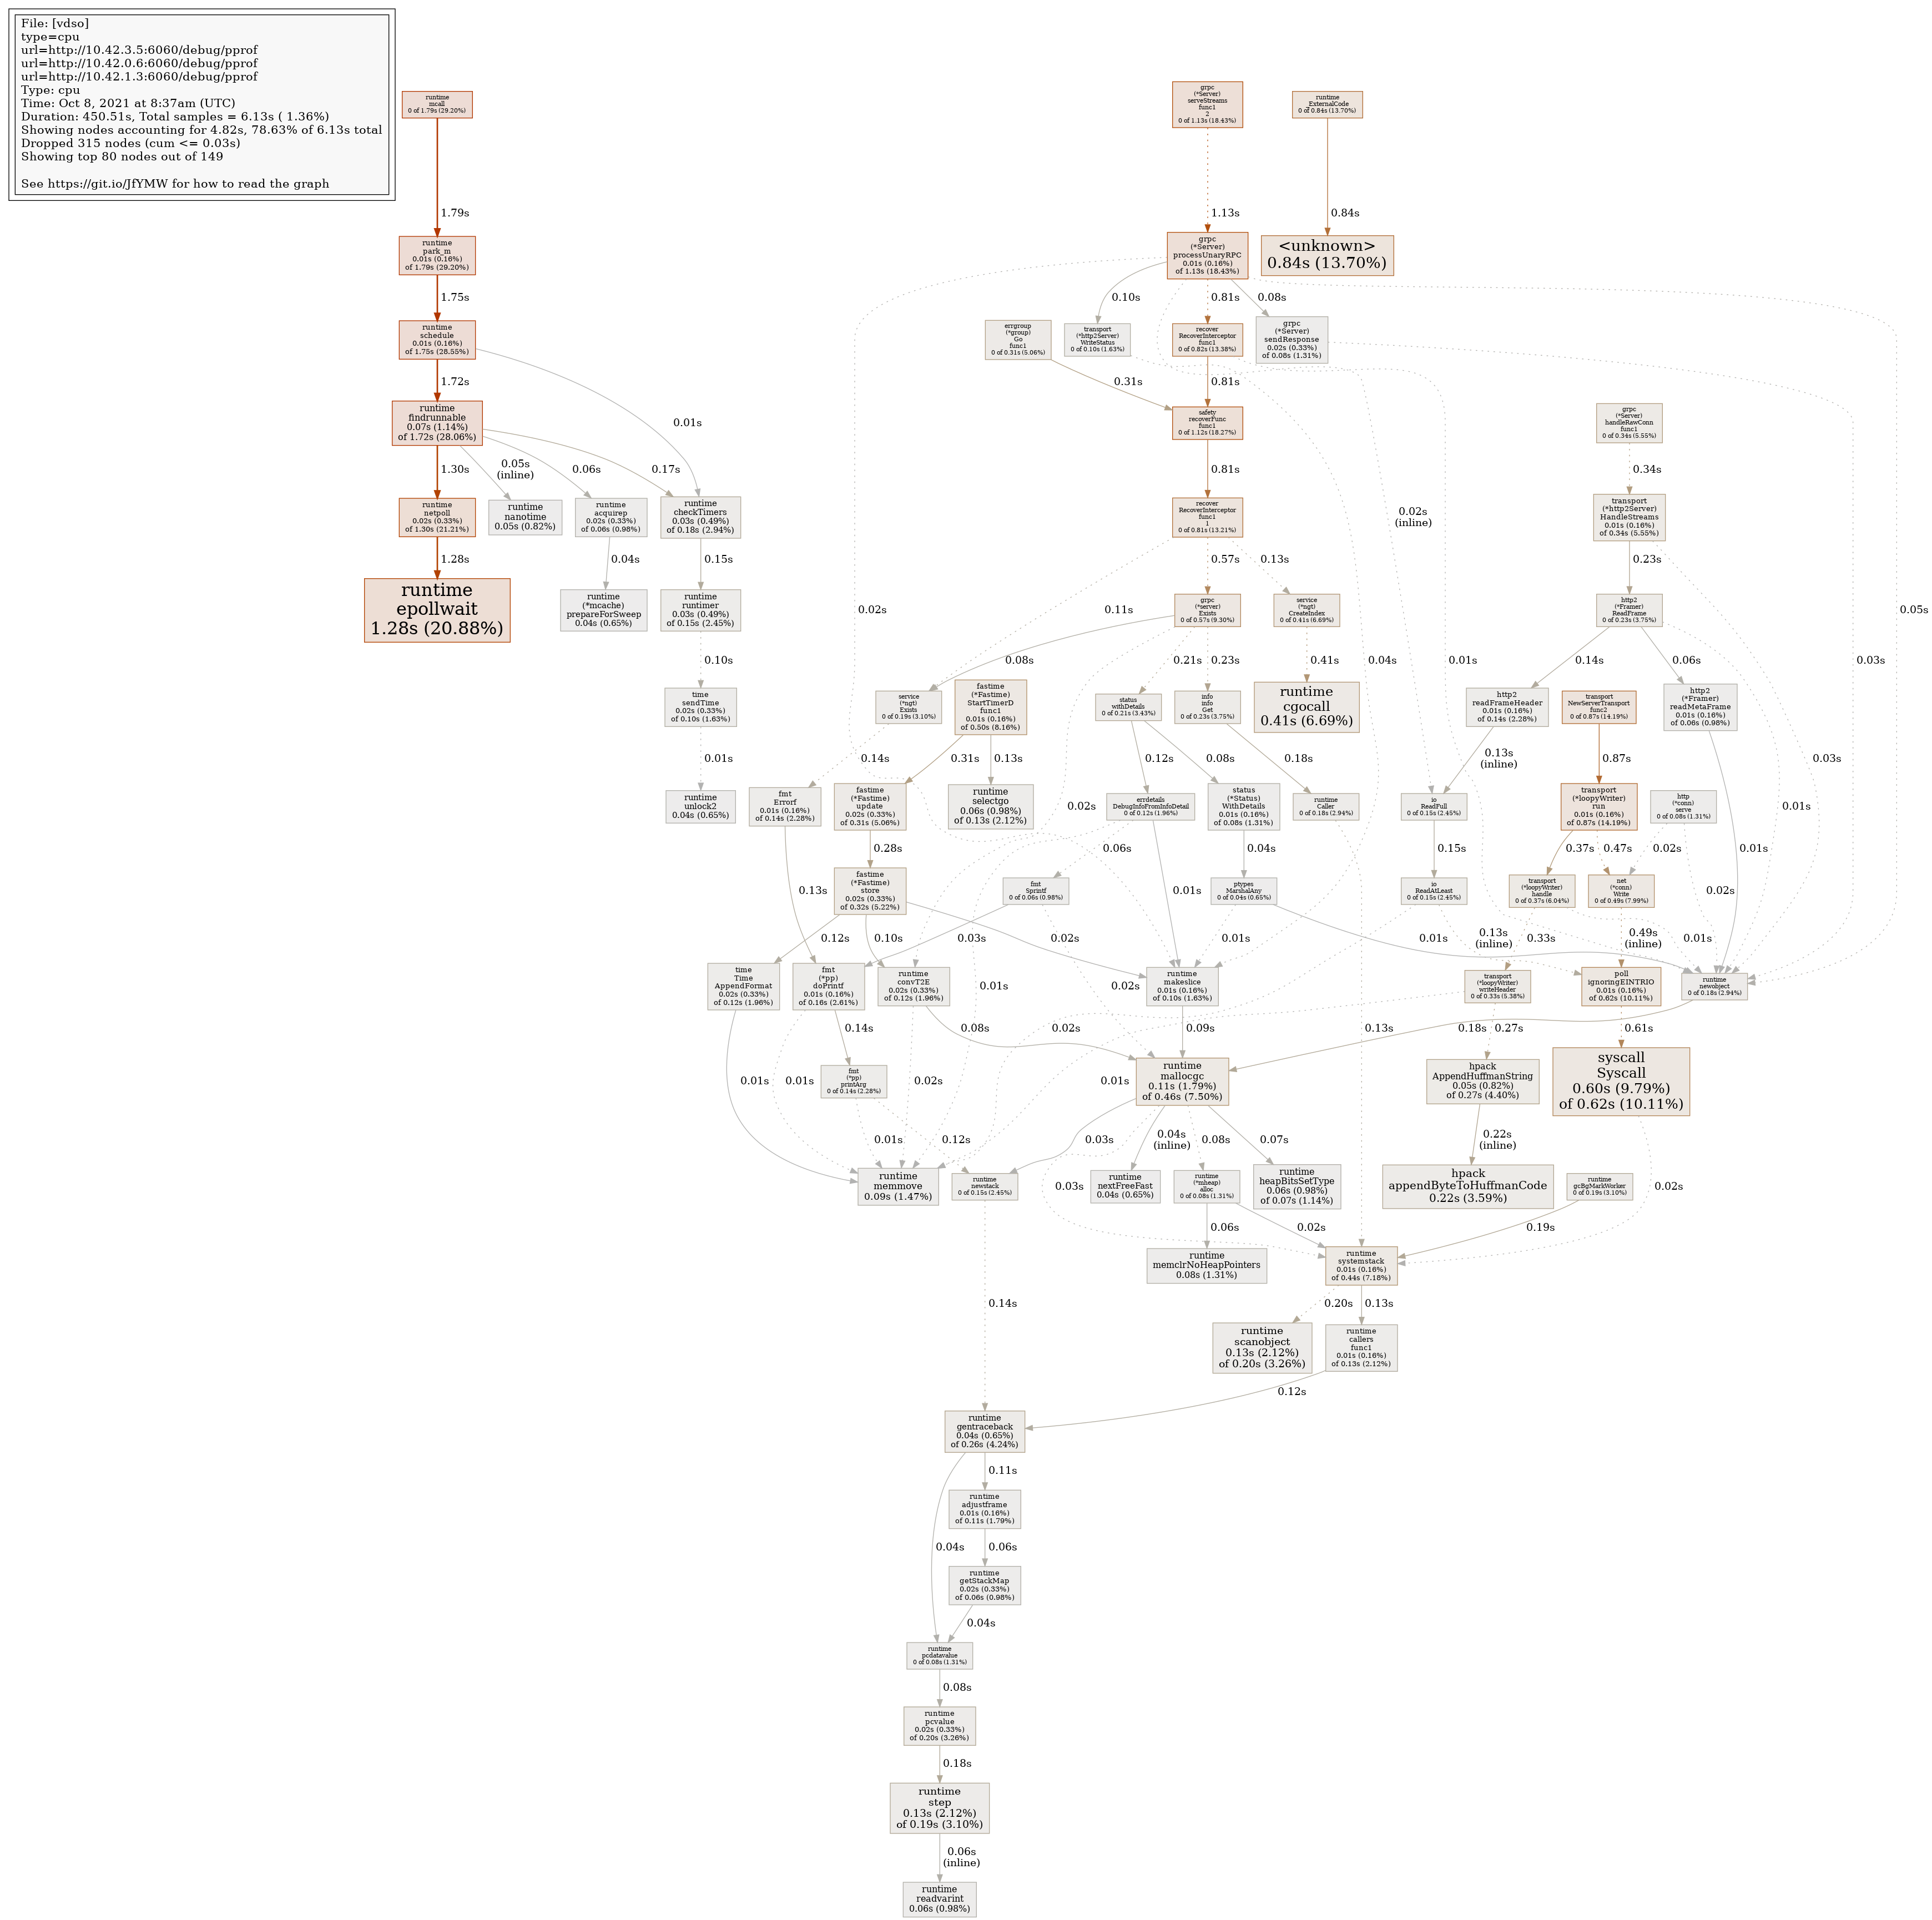 File: [vdso]
type=cpu
url=http://10.42.3.5:6060/debug/pprof
url=http://10.42.0.6:6060/debug/pprof
url=http://10.42.1.3:6060/debug/pprof
Type: cpu
Time: Oct 8, 2021 at 8:37am (UTC)
Duration: 450.51s, Total samples = 6.13s ( 1.36%)
Showing nodes accounting for 4.82s, 78.63% of 6.13s total
Dropped 315 nodes (cum <= 0.03s)
Showing top 80 nodes out of 149
See https://git.io/JfYMW for how to read the graph
runtime
mcall
0 of 1.79s (29.20%)
grpc
(*Server)
serveStreams
func1
2
0 of 1.13s (18.43%)
runtime
_ExternalCode
0 of 0.84s (13.70%)
1.79s
1.13s
0.84s
runtime
park_m
0.01s (0.16%)
of 1.79s (29.20%)
grpc
(*Server)
processUnaryRPC
0.01s (0.16%)
of 1.13s (18.43%)
<unknown>
0.84s (13.70%)
1.75s
0.10s
0.81s
0.08s
runtime
schedule
0.01s (0.16%)
of 1.75s (28.55%)
errgroup
(*group)
Go
func1
0 of 0.31s (5.06%)
transport
(*http2Server)
WriteStatus
0 of 0.10s (1.63%)
recover
RecoverInterceptor
func1
0 of 0.82s (13.38%)
grpc
(*Server)
sendResponse
0.02s (0.33%)
of 0.08s (1.31%)
1.72s
0.31s
0.81s
runtime
findrunnable
0.07s (1.14%)
of 1.72s (28.06%)
0.01s
safety
recoverFunc
func1
0 of 1.12s (18.27%)
grpc
(*Server)
handleRawConn
func1
0 of 0.34s (5.55%)
1.30s
0.05s
(inline)
0.06s
0.17s
0.81s
0.34s
0.02s
(inline)
runtime
netpoll
0.02s (0.33%)
of 1.30s (21.21%)
runtime
nanotime
0.05s (0.82%)
runtime
acquirep
0.02s (0.33%)
of 0.06s (0.98%)
runtime
checkTimers
0.03s (0.49%)
of 0.18s (2.94%)
recover
RecoverInterceptor
func1
1
0 of 0.81s (13.21%)
transport
(*http2Server)
HandleStreams
0.01s (0.16%)
of 0.34s (5.55%)
1.28s
0.04s
0.15s
0.57s
0.13s
0.23s
runtime
epollwait
1.28s (20.88%)
runtime
(*mcache)
prepareForSweep
0.04s (0.65%)
runtime
runtimer
0.03s (0.49%)
of 0.15s (2.45%)
0.02s
0.11s
grpc
(*server)
Exists
0 of 0.57s (9.30%)
service
(*ngt)
CreateIndex
0 of 0.41s (6.69%)
http2
(*Framer)
ReadFrame
0 of 0.23s (3.75%)
0.05s
0.10s
0.08s
0.21s
0.23s
0.41s
0.04s
0.01s
0.14s
0.06s
0.03s
time
sendTime
0.02s (0.33%)
of 0.10s (1.63%)
service
(*ngt)
Exists
0 of 0.19s (3.10%)
fastime
(*Fastime)
StartTimerD
func1
0.01s (0.16%)
of 0.50s (8.16%)
status
withDetails
0 of 0.21s (3.43%)
info
info
Get
0 of 0.23s (3.75%)
runtime
cgocall
0.41s (6.69%)
http2
readFrameHeader
0.01s (0.16%)
of 0.14s (2.28%)
transport
NewServerTransport
func2
0 of 0.87s (14.19%)
http2
(*Framer)
readMetaFrame
0.01s (0.16%)
of 0.06s (0.98%)
0.01s
0.14s
0.31s
0.13s
0.12s
0.08s
0.18s
0.13s
(inline)
0.87s
0.03s
runtime
unlock2
0.04s (0.65%)
fmt
Errorf
0.01s (0.16%)
of 0.14s (2.28%)
fastime
(*Fastime)
update
0.02s (0.33%)
of 0.31s (5.06%)
runtime
selectgo
0.06s (0.98%)
of 0.13s (2.12%)
0.02s
errdetails
DebugInfoFromInfoDetail
0 of 0.12s (1.96%)
status
(*Status)
WithDetails
0.01s (0.16%)
of 0.08s (1.31%)
runtime
Caller
0 of 0.18s (2.94%)
io
ReadFull
0 of 0.15s (2.45%)
transport
(*loopyWriter)
run
0.01s (0.16%)
of 0.87s (14.19%)
http
(*conn)
serve
0 of 0.08s (1.31%)
0.01s
0.28s
0.06s
0.04s
0.15s
0.37s
0.47s
0.02s
0.01s
0.13s
fastime
(*Fastime)
store
0.02s (0.33%)
of 0.32s (5.22%)
fmt
Sprintf
0 of 0.06s (0.98%)
0.01s
ptypes
MarshalAny
0 of 0.04s (0.65%)
io
ReadAtLeast
0 of 0.15s (2.45%)
transport
(*loopyWriter)
handle
0 of 0.37s (6.04%)
net
(*conn)
Write
0 of 0.49s (7.99%)
0.02s
0.12s
0.10s
0.03s
0.02s
0.01s
0.01s
0.13s
(inline)
0.33s
0.49s
(inline)
0.01s
time
Time
AppendFormat
0.02s (0.33%)
of 0.12s (1.96%)
fmt
(*pp)
doPrintf
0.01s (0.16%)
of 0.16s (2.61%)
runtime
convT2E
0.02s (0.33%)
of 0.12s (1.96%)
0.01s
0.02s
runtime
makeslice
0.01s (0.16%)
of 0.10s (1.63%)
transport
(*loopyWriter)
writeHeader
0 of 0.33s (5.38%)
poll
ignoringEINTRIO
0.01s (0.16%)
of 0.62s (10.11%)
runtime
newobject
0 of 0.18s (2.94%)
0.14s
0.08s
0.02s
0.09s
0.13s
0.18s
0.27s
0.61s
0.01s
0.01s
fmt
(*pp)
printArg
0 of 0.14s (2.28%)
0.02s
0.01s
runtime
mallocgc
0.11s (1.79%)
of 0.46s (7.50%)
hpack
AppendHuffmanString
0.05s (0.82%)
of 0.27s (4.40%)
syscall
Syscall
0.60s (9.79%)
of 0.62s (10.11%)
0.01s
0.12s
0.03s
0.04s
(inline)
0.08s
0.07s
0.22s
(inline)
runtime
memmove
0.09s (1.47%)
runtime
newstack
0 of 0.15s (2.45%)
0.03s
runtime
nextFreeFast
0.04s (0.65%)
runtime
(*mheap)
alloc
0 of 0.08s (1.31%)
runtime
heapBitsSetType
0.06s (0.98%)
of 0.07s (1.14%)
hpack
appendByteToHuffmanCode
0.22s (3.59%)
runtime
gcBgMarkWorker
0 of 0.19s (3.10%)
0.02s
0.06s
0.02s
0.19s
runtime
memclrNoHeapPointers
0.08s (1.31%)
runtime
systemstack
0.01s (0.16%)
of 0.44s (7.18%)
0.14s
0.20s
0.13s
runtime
scanobject
0.13s (2.12%)
of 0.20s (3.26%)
runtime
callers
func1
0.01s (0.16%)
of 0.13s (2.12%)
0.12s
runtime
gentraceback
0.04s (0.65%)
of 0.26s (4.24%)
0.11s
runtime
adjustframe
0.01s (0.16%)
of 0.11s (1.79%)
0.04s
0.06s
runtime
getStackMap
0.02s (0.33%)
of 0.06s (0.98%)
0.04s
runtime
pcdatavalue
0 of 0.08s (1.31%)
0.08s
runtime
pcvalue
0.02s (0.33%)
of 0.20s (3.26%)
0.18s
runtime
step
0.13s (2.12%)
of 0.19s (3.10%)
0.06s
(inline)
runtime
readvarint
0.06s (0.98%)